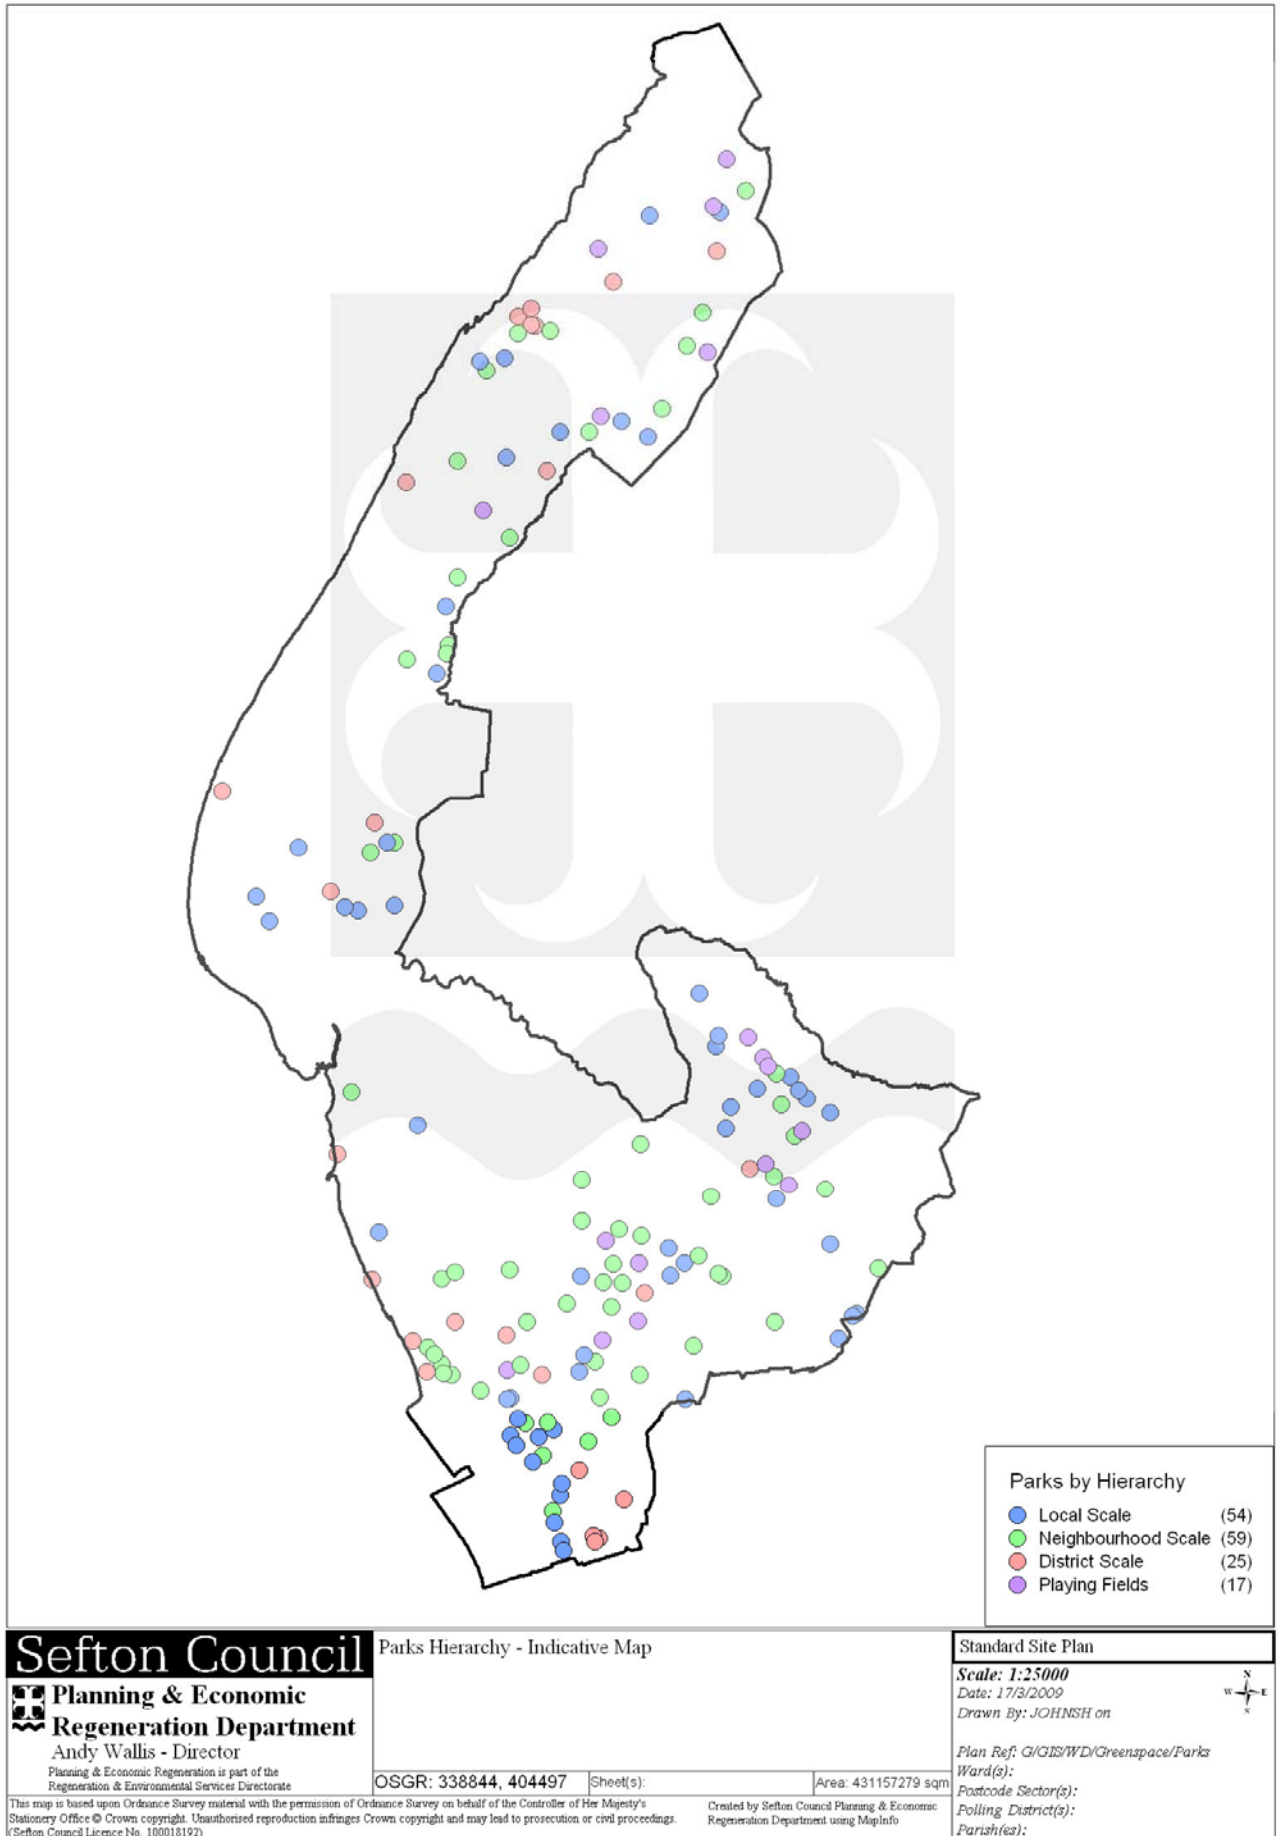 Parks by Hierarchy
Local Scale (54)
Neighbourhood Scale (59)
District Scale (25)
Playing Fields (17)
Sefton Council
Planning & Economic
Regeneration Department
Andy Wallis - Director
Planning & Economic Regeneration is part of the
Regeneration & Environmental Services Directorate
Parks Hierarchy - Indicative Map
OSGR: 338844, 404497
Sheet(s):
Area: 431157279 sqm
Standard Site Plan
Scale: 1:25000
Date: 17/3/2009
Drawn By: JOHNSH on
N
W E
S
Plan Ref: G/GIS/WD/Greenspace/Parks
Ward(s):
Postcode Sector(s):
Polling District(s):
Parish(es):
This map is based upon Ordnance Survey material with the permission of Ordnance Survey on behalf of the Controller of Her Majesty's
Stationery Office © Crown copyright. Unauthorised reproduction infringes Crown copyright and may lead to prosecution or civil proceedings.
(Sefton Council Licence No. 100018192)
Created by Sefton Council Planning & Economic
Regeneration Department using MapInfo